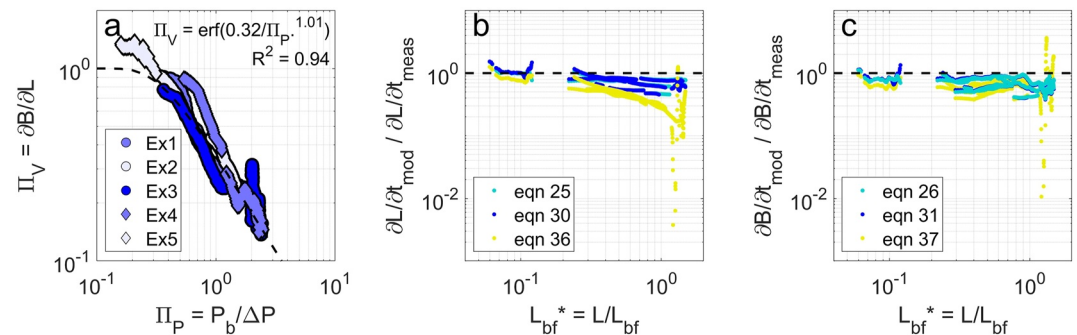 a
Π_V = erf(0.32/Π_P.^1.01)
R² = 0.94
Π_V = ∂B/∂L
10^0
10^-1
Ex1
Ex2
Ex3
Ex4
Ex5
10^-1
10^0
10^1
Π_P = P_b/ΔP
b
∂L/∂t_mod / ∂L/∂t_meas
10^0
10^-2
eqn 25
eqn 30
eqn 36
10^-1
10^0
L_bf* = L/L_bf
c
∂B/∂t_mod / ∂B/∂t_meas
10^0
10^-2
eqn 26
eqn 31
eqn 37
10^-1
10^0
L_bf* = L/L_bf